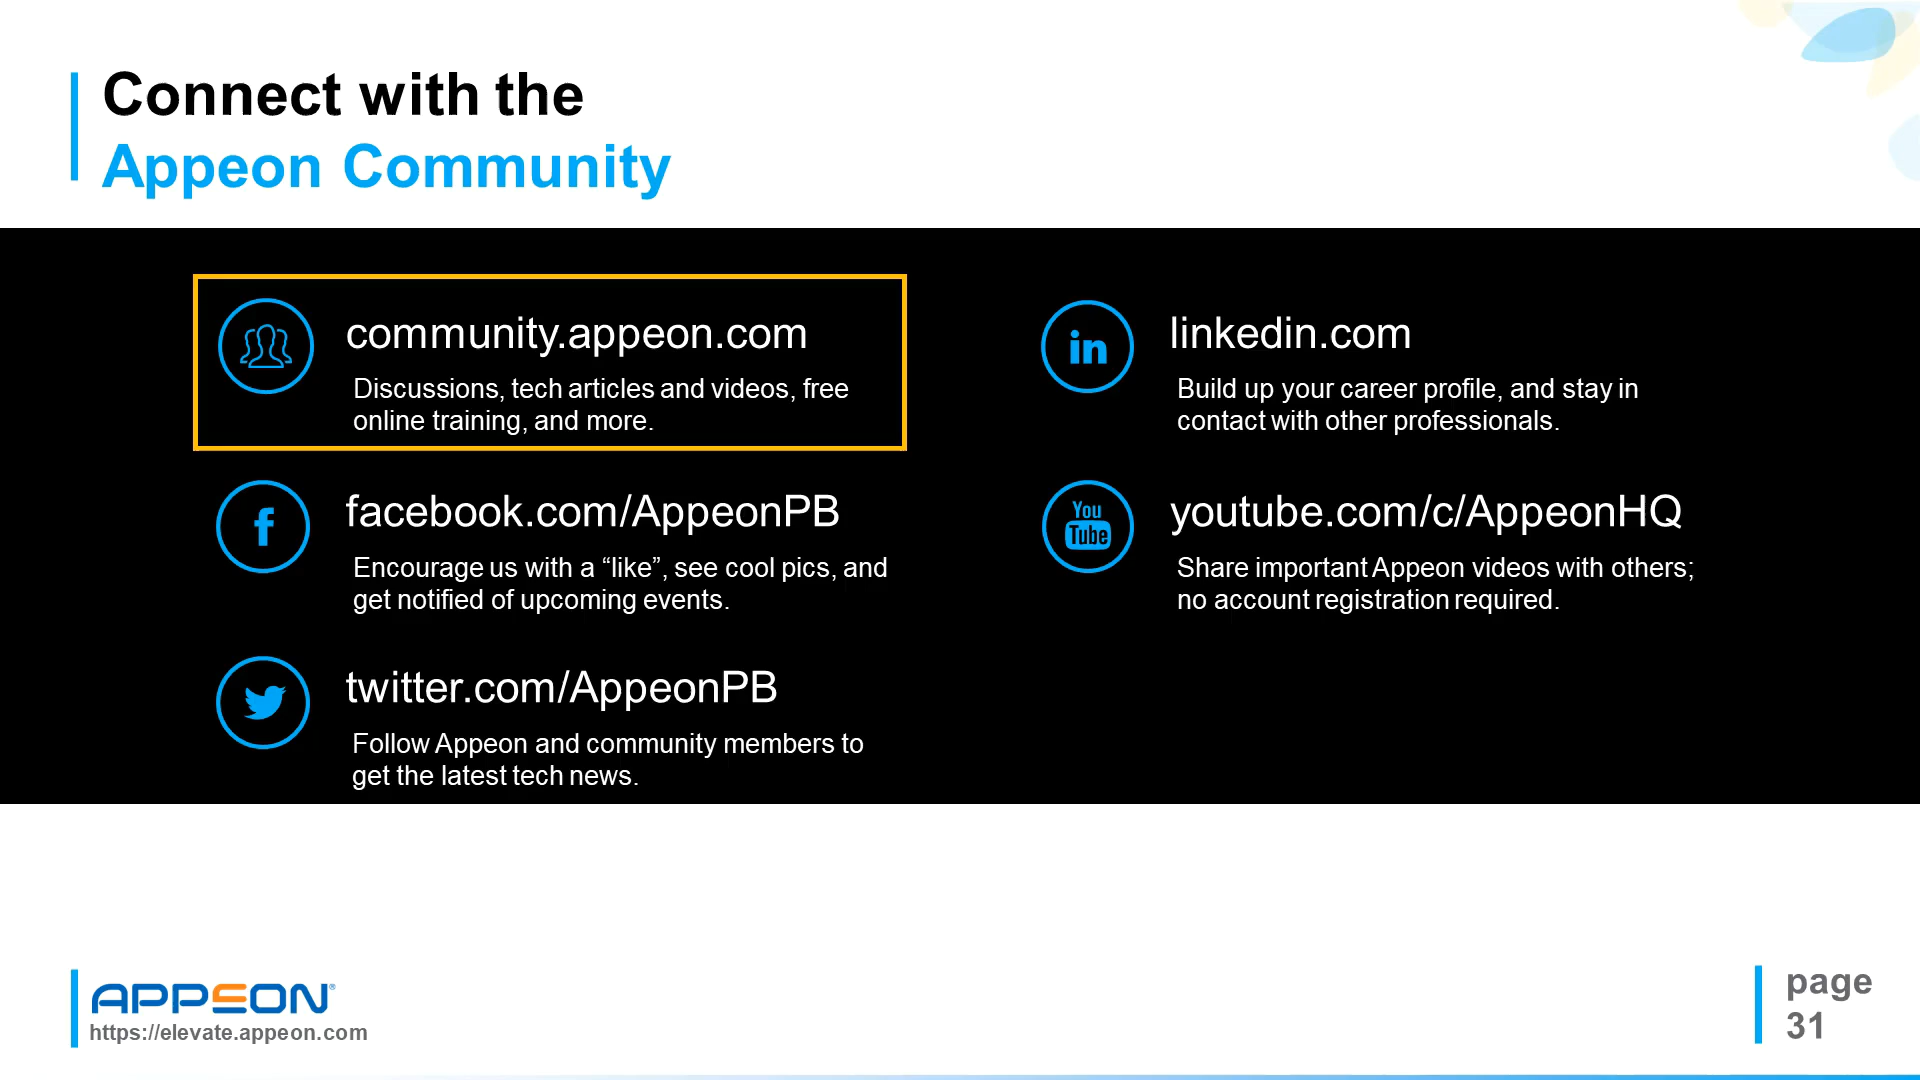 Connect with the
Appeon Community
community.appeon.com
Discussions, tech articles and videos, free
online training, and more.
facebook.com/AppeonPB
Encourage us with a “like”, see cool pics, and
get notified of upcoming events.
twitter.com/AppeonPB
Follow Appeon and community members to
get the latest tech news.
in
linkedin.com
Build up your career profile, and stay in
contact with other professionals.
You
Tube
youtube.com/c/AppeonHQ
Share important Appeon videos with others;
no account registration required.
APPEON®
https://elevate.appeon.com
page
31